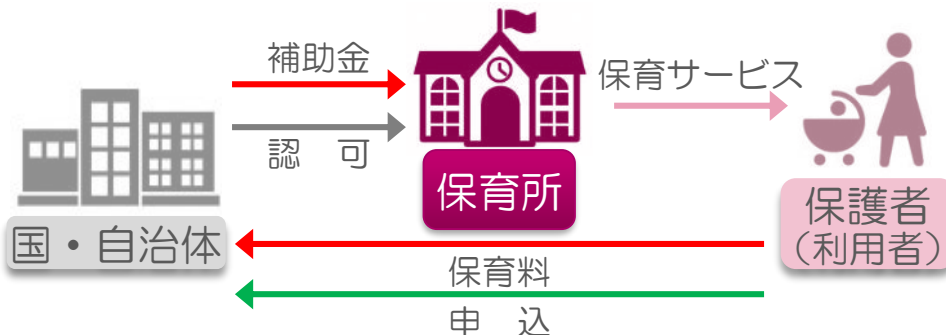 補助金
認　可
保育所
保育サービス
国・自治体
保護者
（利用者）
保育料
申　込